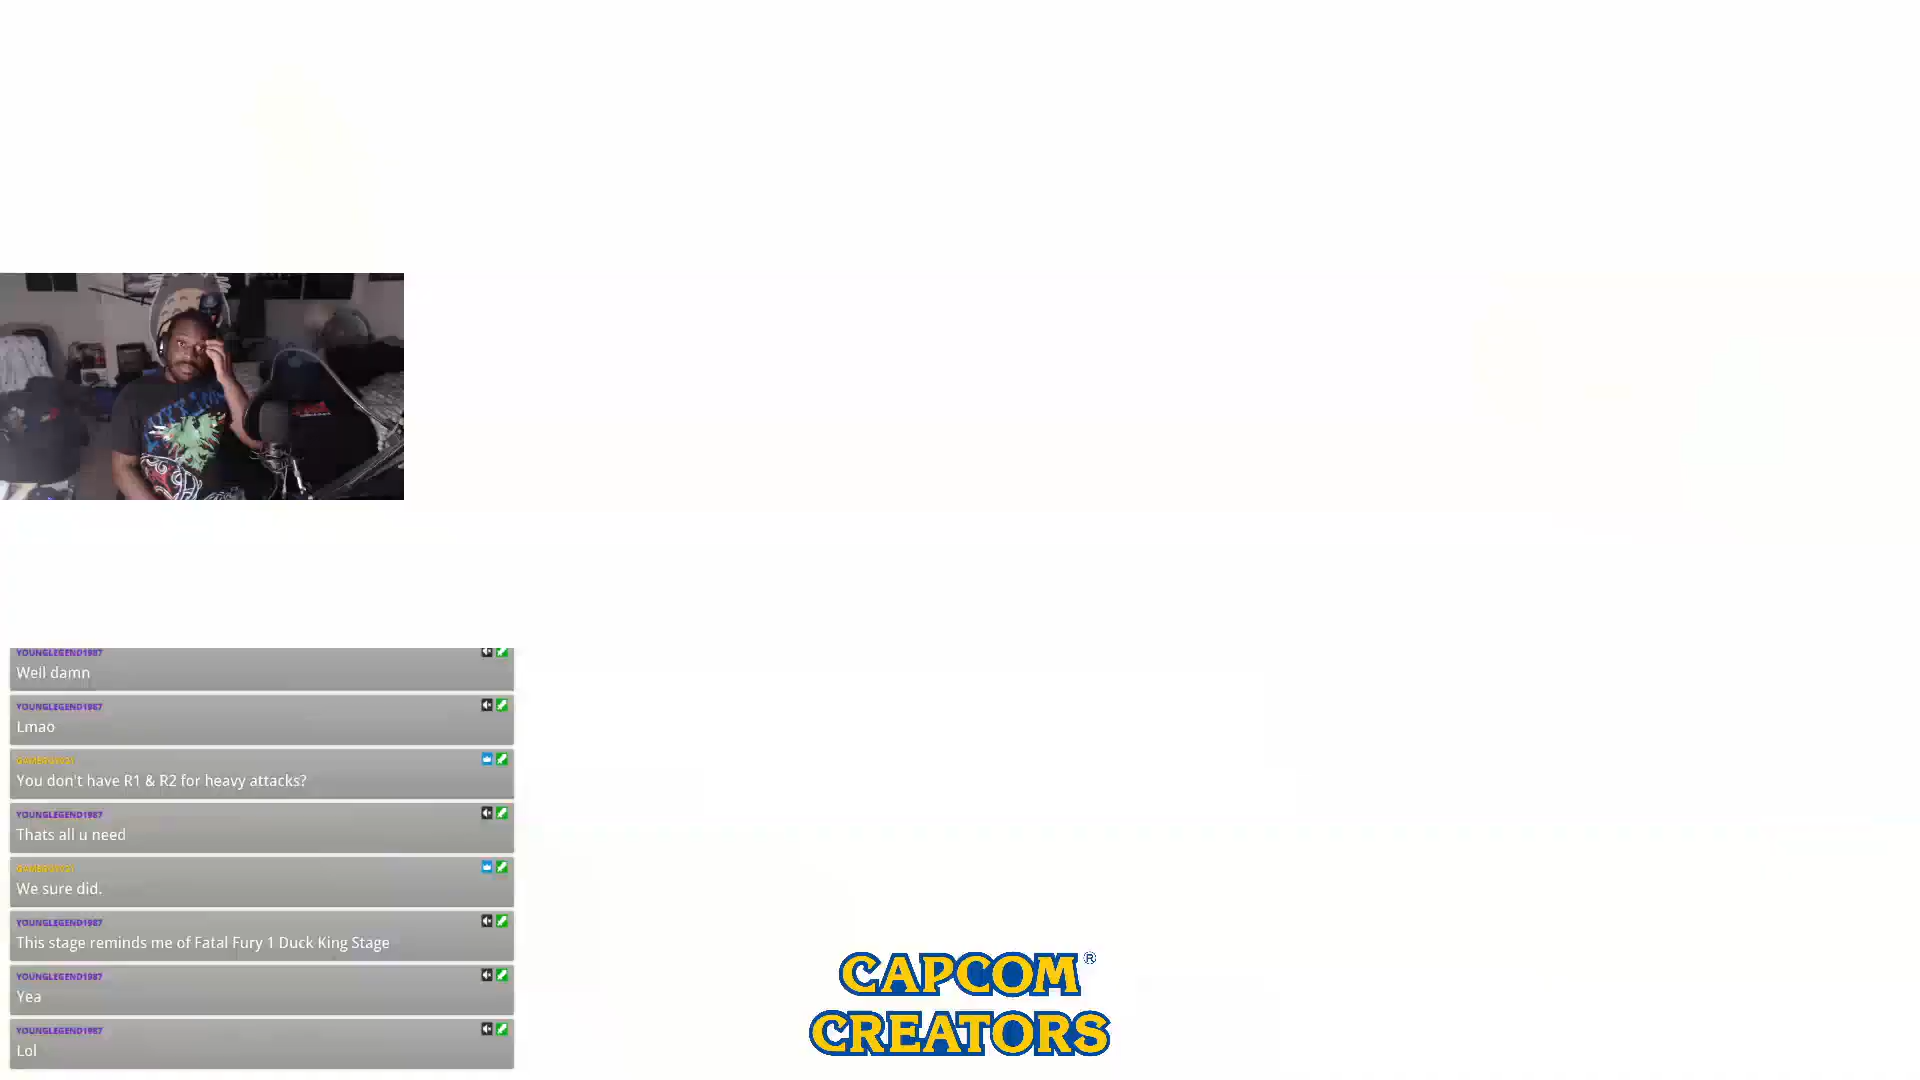 YOUNGLEGEND1987
Well damn
YOUNGLEGEND1987
Lmao
You don't have R1 & R2 for heavy attacks?
YOUNGLEGEND1987
Thats all u need
We sure did.
YOUNGLEGEND1987
This stage reminds me of Fatal Fury 1 Duck King Stage
YOUNGLEGEND1987
Yea
YOUNGLEGEND1987
Lol
CAPCOM®
CREATORS